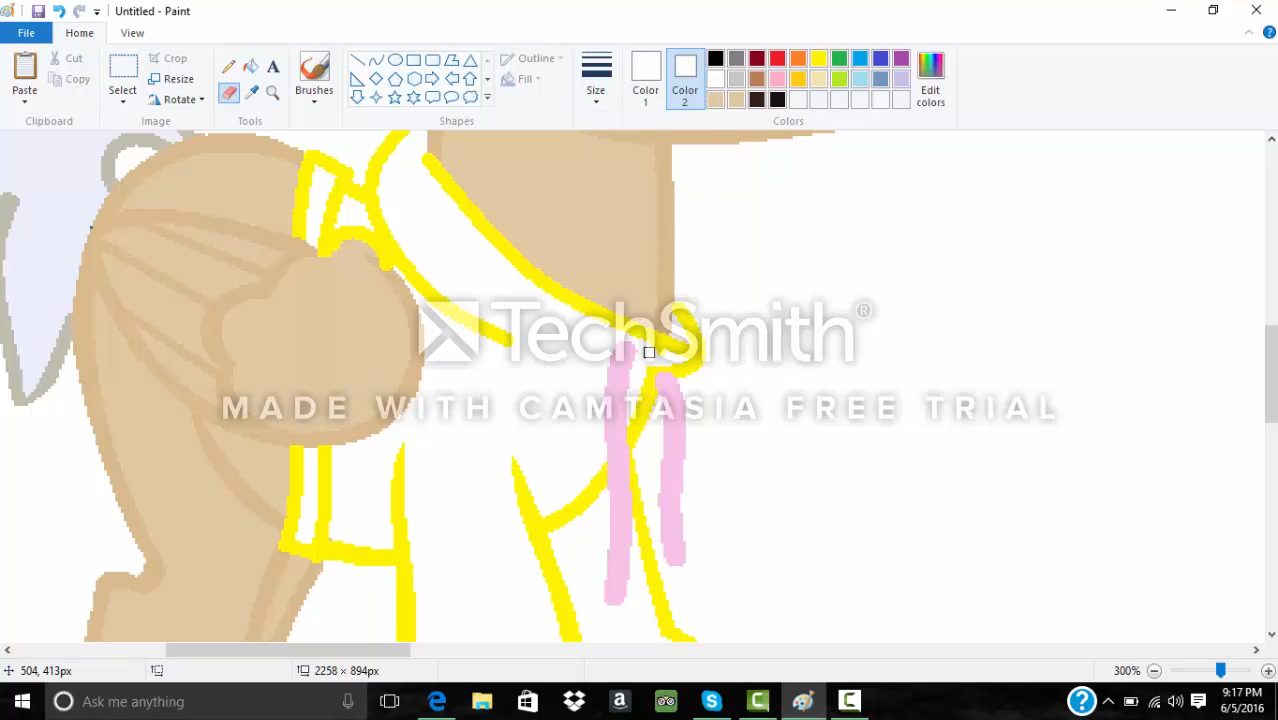 Untitled - Paint
File
Home
View
Paste
Cut
Copy
Clipboard
Select
Crop
Resize
Rotate
Image
A
Tools
Brushes
Outline
Fill
Shapes
Size
Color 1
Color 2
Edit colors
Colors
TechSmith®
MADE WITH CAMTASIA FREE TRIAL
504, 413px
2258 × 894px
300%
Ask me anything
9:17 PM
6/5/2016